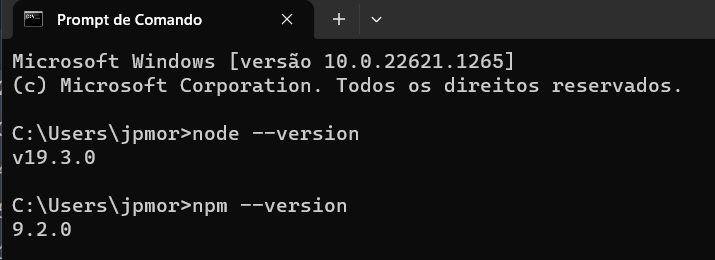 Prompt de Comando
Microsoft Windows [versão 10.0.22621.1265]
(c) Microsoft Corporation. Todos os direitos reservados.
C:\Users\jpmor>node --version
v19.3.0
C:\Users\jpmor>npm --version
9.2.0